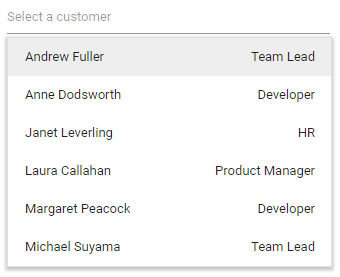 Select a customer
Andrew Fuller Team Lead
Anne Dodsworth Developer
Janet Leverling HR
Laura Callahan Product Manager
Margaret Peacock Developer
Michael Suyama Team Lead